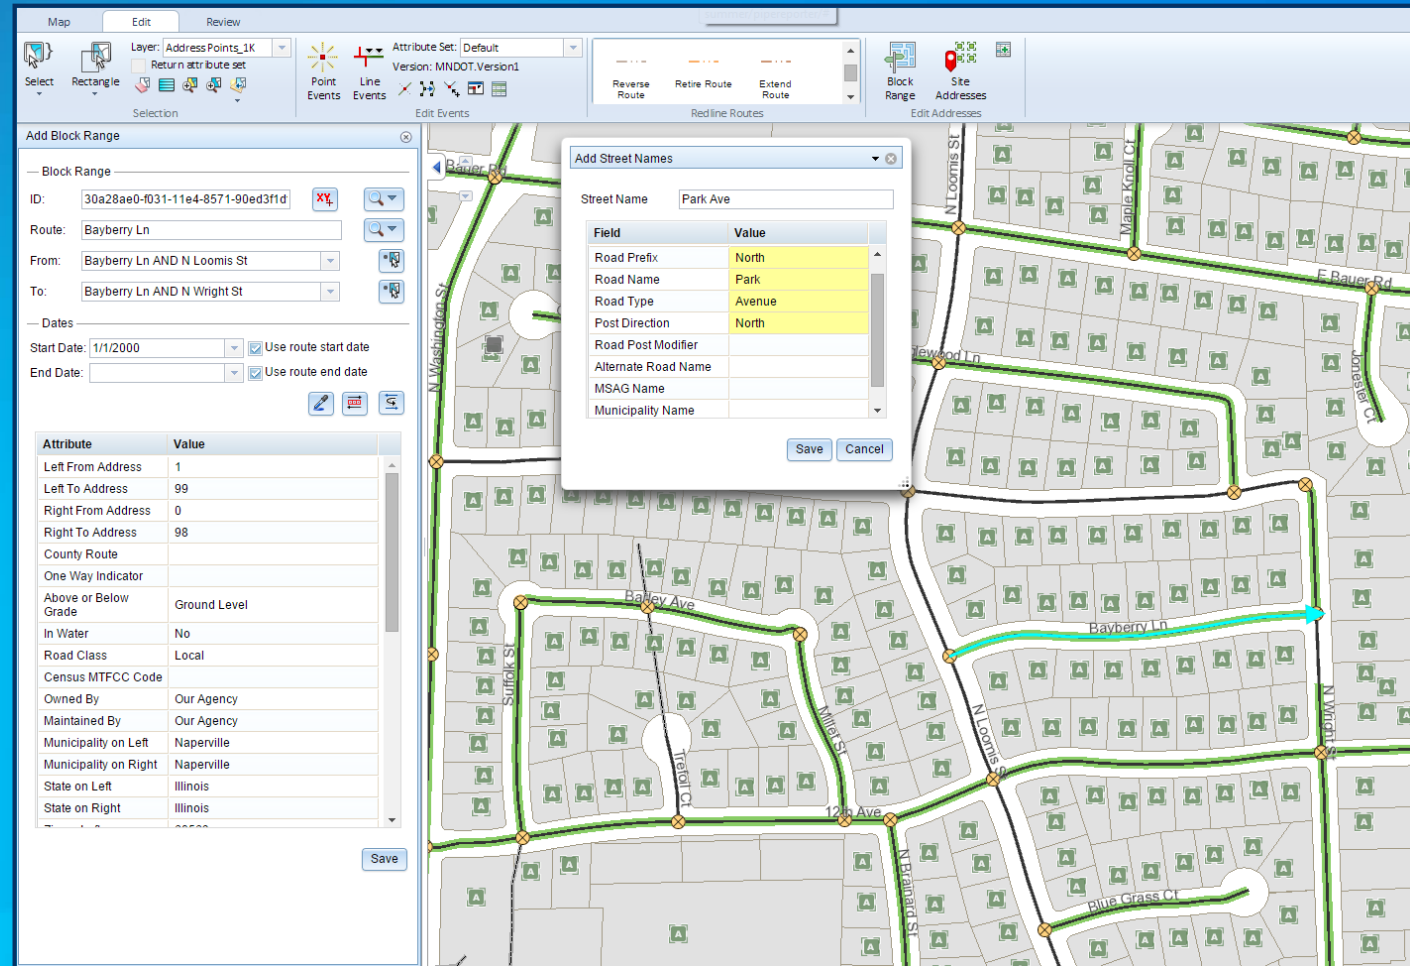 Map Edit Review
Select
Rectangle
Layer: Address Points_1K
Return attribute set
Selection
Point Events
Line Events
Attribute Set: Default
Version: MNDOT.Version1
Edit Events
Reverse Route
Retire Route
Extend Route
Redline Routes
Block Range
Site Addresses
Edit Addresses
Add Block Range
Block Range
ID: 30a28ae0-f031-11e4-8571-90ed3f1d
XY
Route: Bayberry Ln
From: Bayberry Ln AND N Loomis St
To: Bayberry Ln AND N Wright St
Dates
Start Date: 1/1/2000 Use route start date
End Date: Use route end date
Attribute Value
Left From Address 1
Left To Address 99
Right From Address 0
Right To Address 98
County Route
One Way Indicator
Above or Below Grade Ground Level
In Water No
Road Class Local
Census MTFCC Code
Owned By Our Agency
Maintained By Our Agency
Municipality on Left Naperville
Municipality on Right Naperville
State on Left Illinois
State on Right Illinois
Save
Add Street Names
Street Name Park Ave
Field Value
Road Prefix North
Road Name Park
Road Type Avenue
Post Direction North
Road Post Modifier
Alternate Road Name
MSAG Name
Municipality Name
Save Cancel
N Loomis St
Maple Knoll Ct
E Bauer Rd
N Washington St
Jonester Ct
Bailey Ave
Bayberry Ln
Suffolk St
Millet St
Trefoil Ct
N Loomis St
N Wright St
12th Ave
N Brainard St
Blue Grass Ct